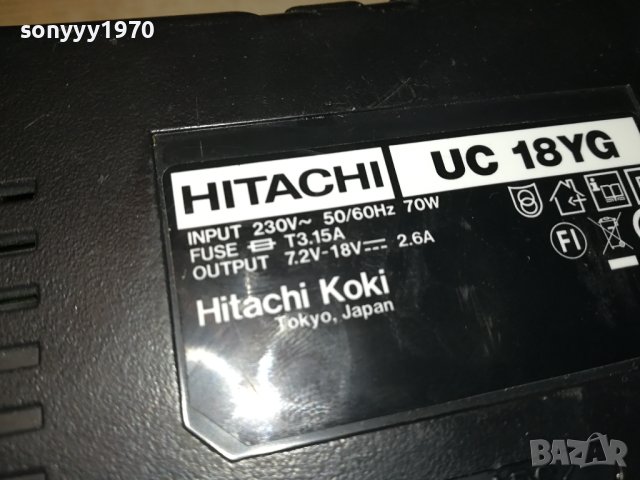 sonyyy1970
HITACHI UC 18YG
INPUT 230V~ 50/60Hz 70W
FUSE T3.15A
OUTPUT 7.2V-18V⎓ 2.6A
Hitachi Koki
Tokyo, Japan
FI
BAZAR